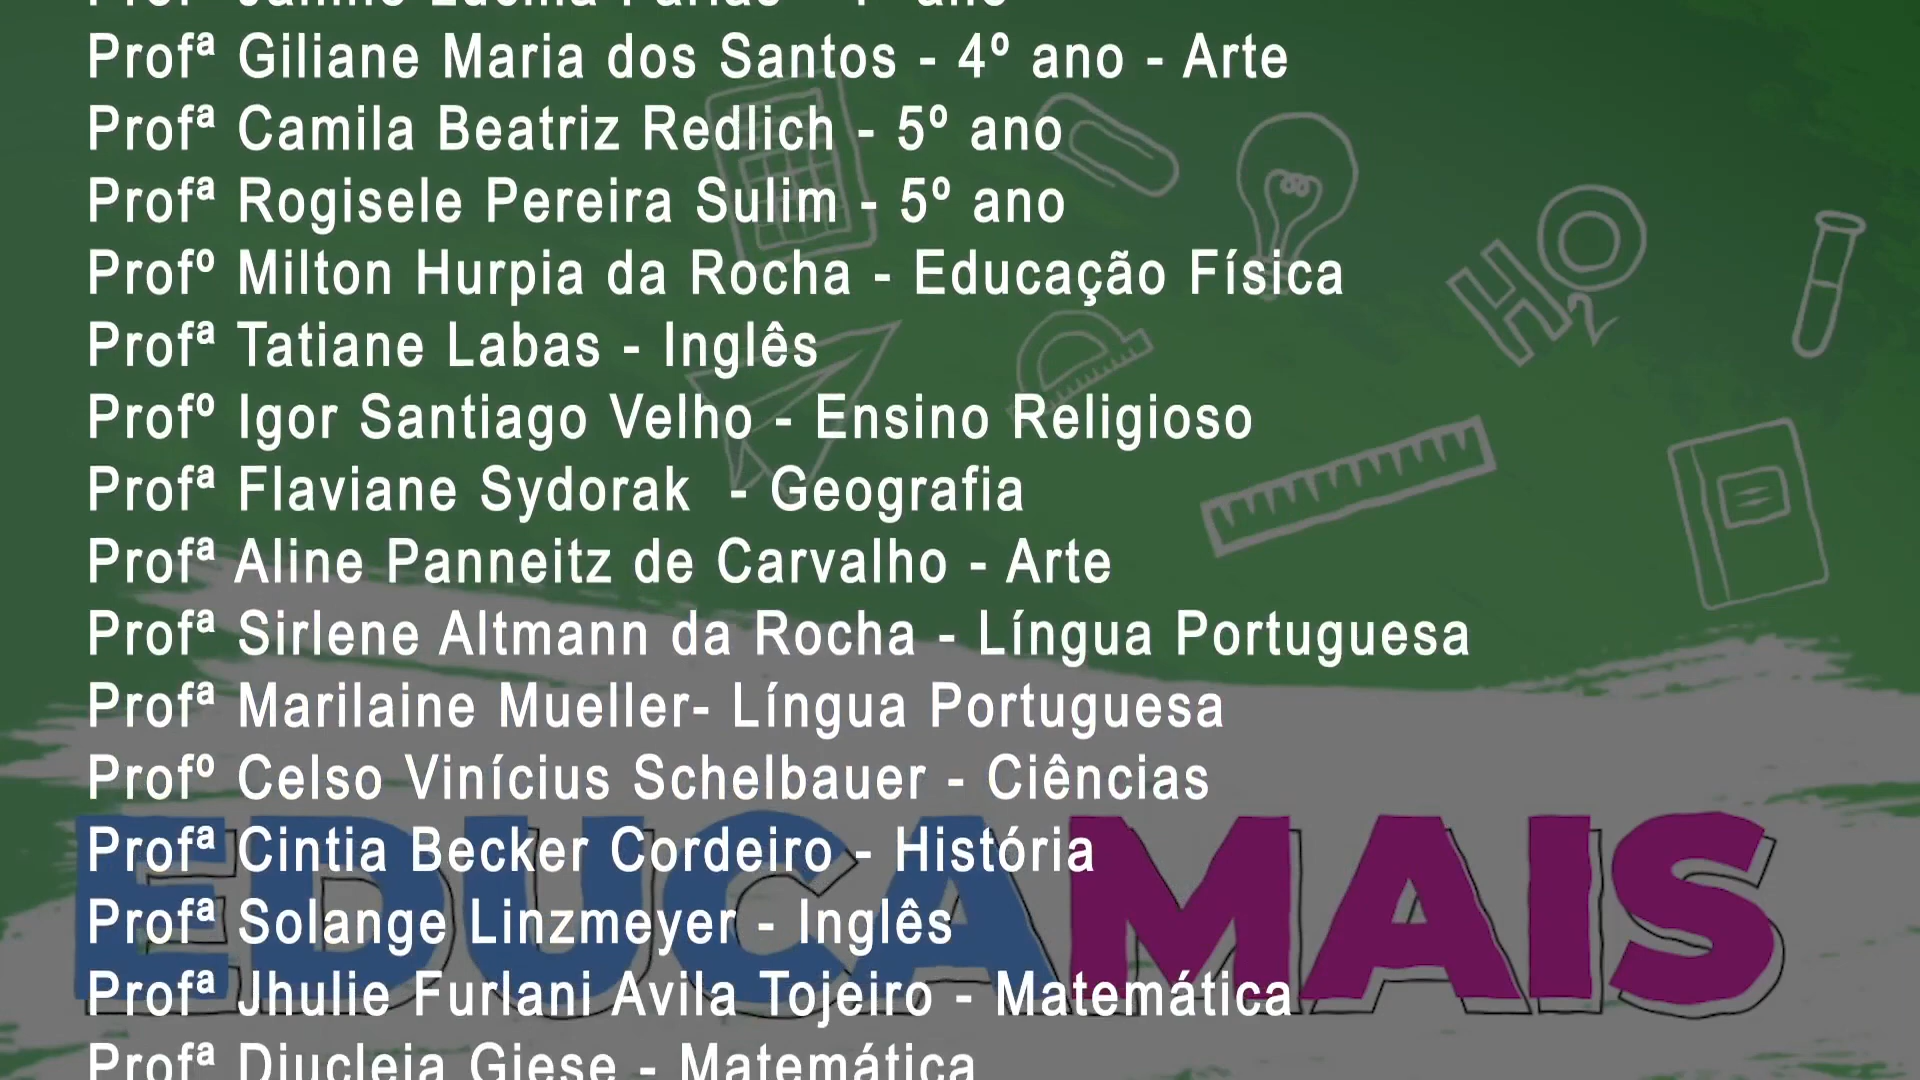 Profª Giliane Maria dos Santos - 4º ano - Arte
Profª Camila Beatriz Redlich - 5º ano
Profª Rogisele Pereira Sulim - 5º ano
Profº Milton Hurpia da Rocha - Educação Física
Profª Tatiane Labas - Inglês
Profº Igor Santiago Velho - Ensino Religioso
Profª Flaviane Sydorak - Geografia
Profª Aline Panneitz de Carvalho - Arte
Profª Sirlene Altmann da Rocha - Língua Portuguesa
Profª Marilaine Mueller- Língua Portuguesa
Profº Celso Vinícius Schelbauer - Ciências
Profª Cintia Becker Cordeiro - História
Profª Solange Linzmeyer - Inglês
Profª Jhulie Furlani Avila Tojeiro - Matemática
Profª Diucleia Giese - Matemática
H2O
EDUCAMAIS